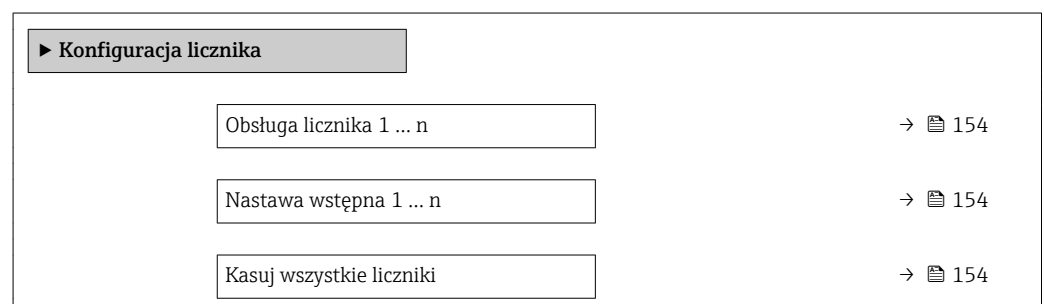 ▶ Konfiguracja licznika
Obsługa licznika 1 … n → 154
Nastawa wstępna 1 … n → 154
Kasuj wszystkie liczniki → 154